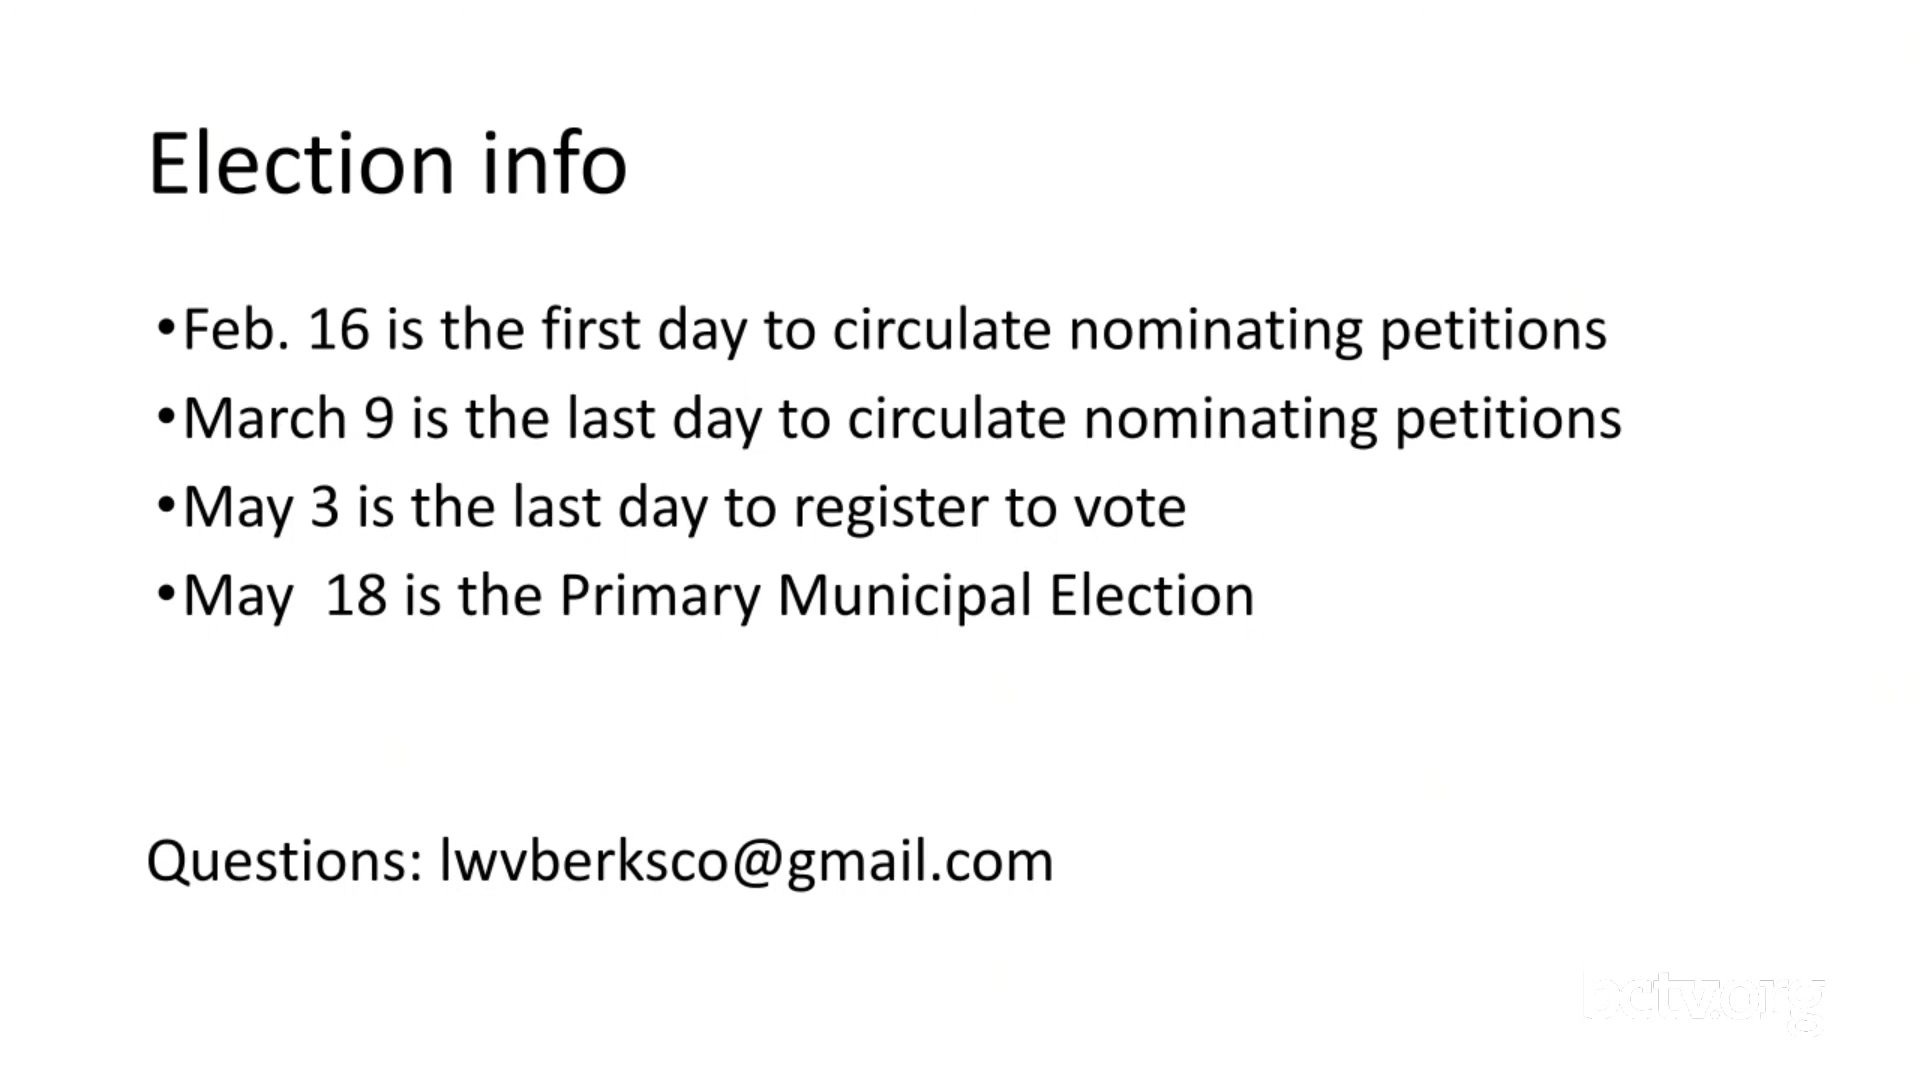 Election info
•Feb. 16 is the first day to circulate nominating petitions
•March 9 is the last day to circulate nominating petitions
•May 3 is the last day to register to vote
•May  18 is the Primary Municipal Election
Questions: lwvberksco@gmail.com
bctv.org